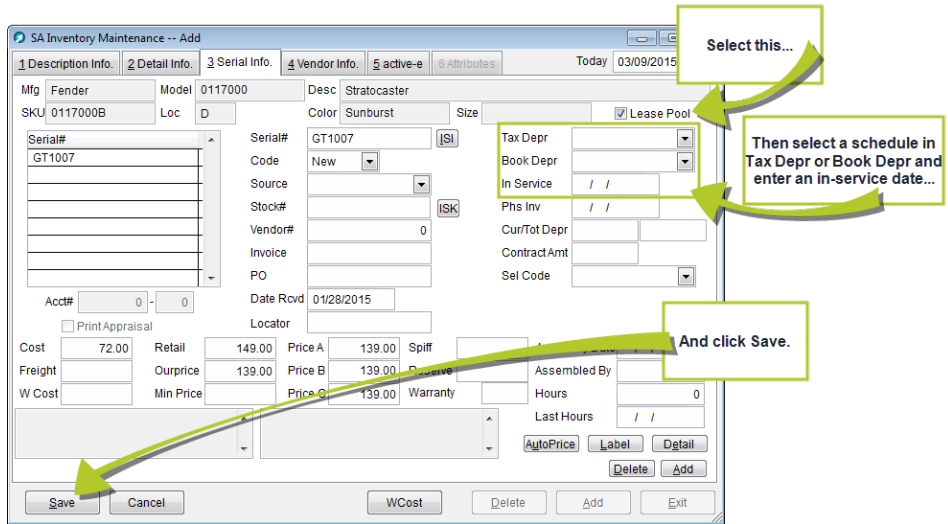 SA Inventory Maintenance -- Add
1 Description Info. 2 Detail Info. 3 Serial Info. 4 Vendor Info. 5 active-e 6 Attributes Today 03/09/2015
Select this...
Mfg Fender Model 0117000 Desc Stratocaster
SKU 0117000B Loc D Color Sunburst Size Lease Pool
Serial# Serial# GT1007 ISI Tax Depr
GT1007 Code New Book Depr
Source In Service / /
Then select a schedule in
Tax Depr or Book Depr and
enter an in-service date...
Stock# ISK Phs Inv / /
Vendor# 0 Cur/Tot Depr
Invoice Contract Amt
PO Sel Code
Acct# 0 - 0 Date Rcvd 01/28/2015
Print Appraisal Locator
And click Save.
Cost 72.00 Retail 149.00 Price A 139.00 Spiff
Freight Ourprice 139.00 Price B 139.00 Reserve Assembled By
W Cost Min Price Price C 139.00 Warranty Hours 0
Last Hours / /
AutoPrice Label Detail
Delete Add
Save Cancel WCost Delete Add Exit